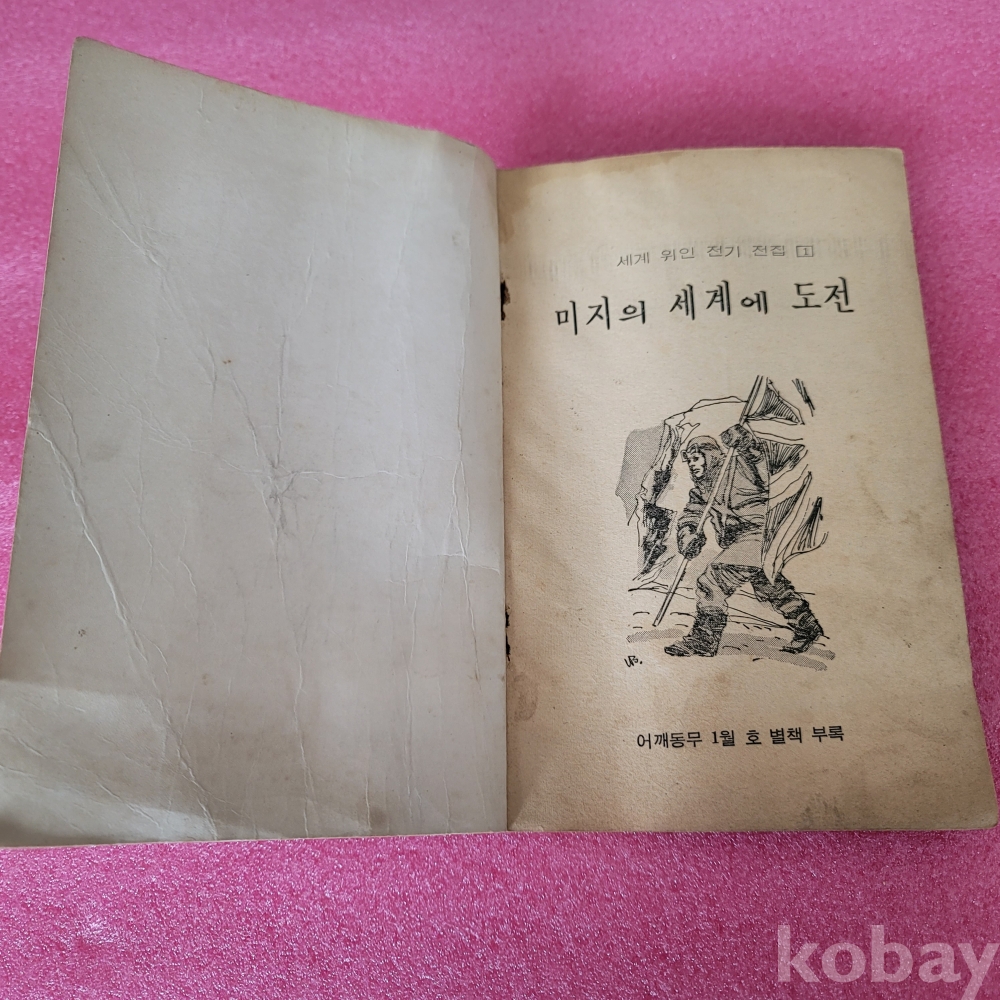 세계 위인 전기 전집 1
미지의 세계에 도전
어깨동무 1월 호 별책 부록
kobay